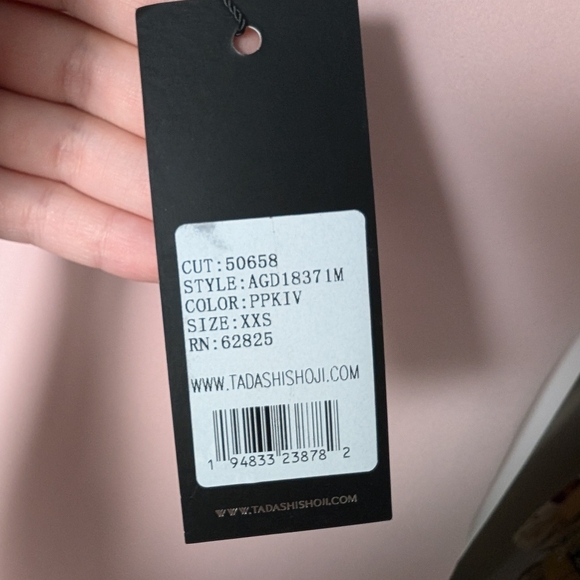 CUT:50658
STYLE:AGD18371M
COLOR:PPKIV
SIZE:XXS
RN:62825
WWW.TADASHISHOJI.COM
1 94833 23878 2
WWW.TADASHISHOJI.COM